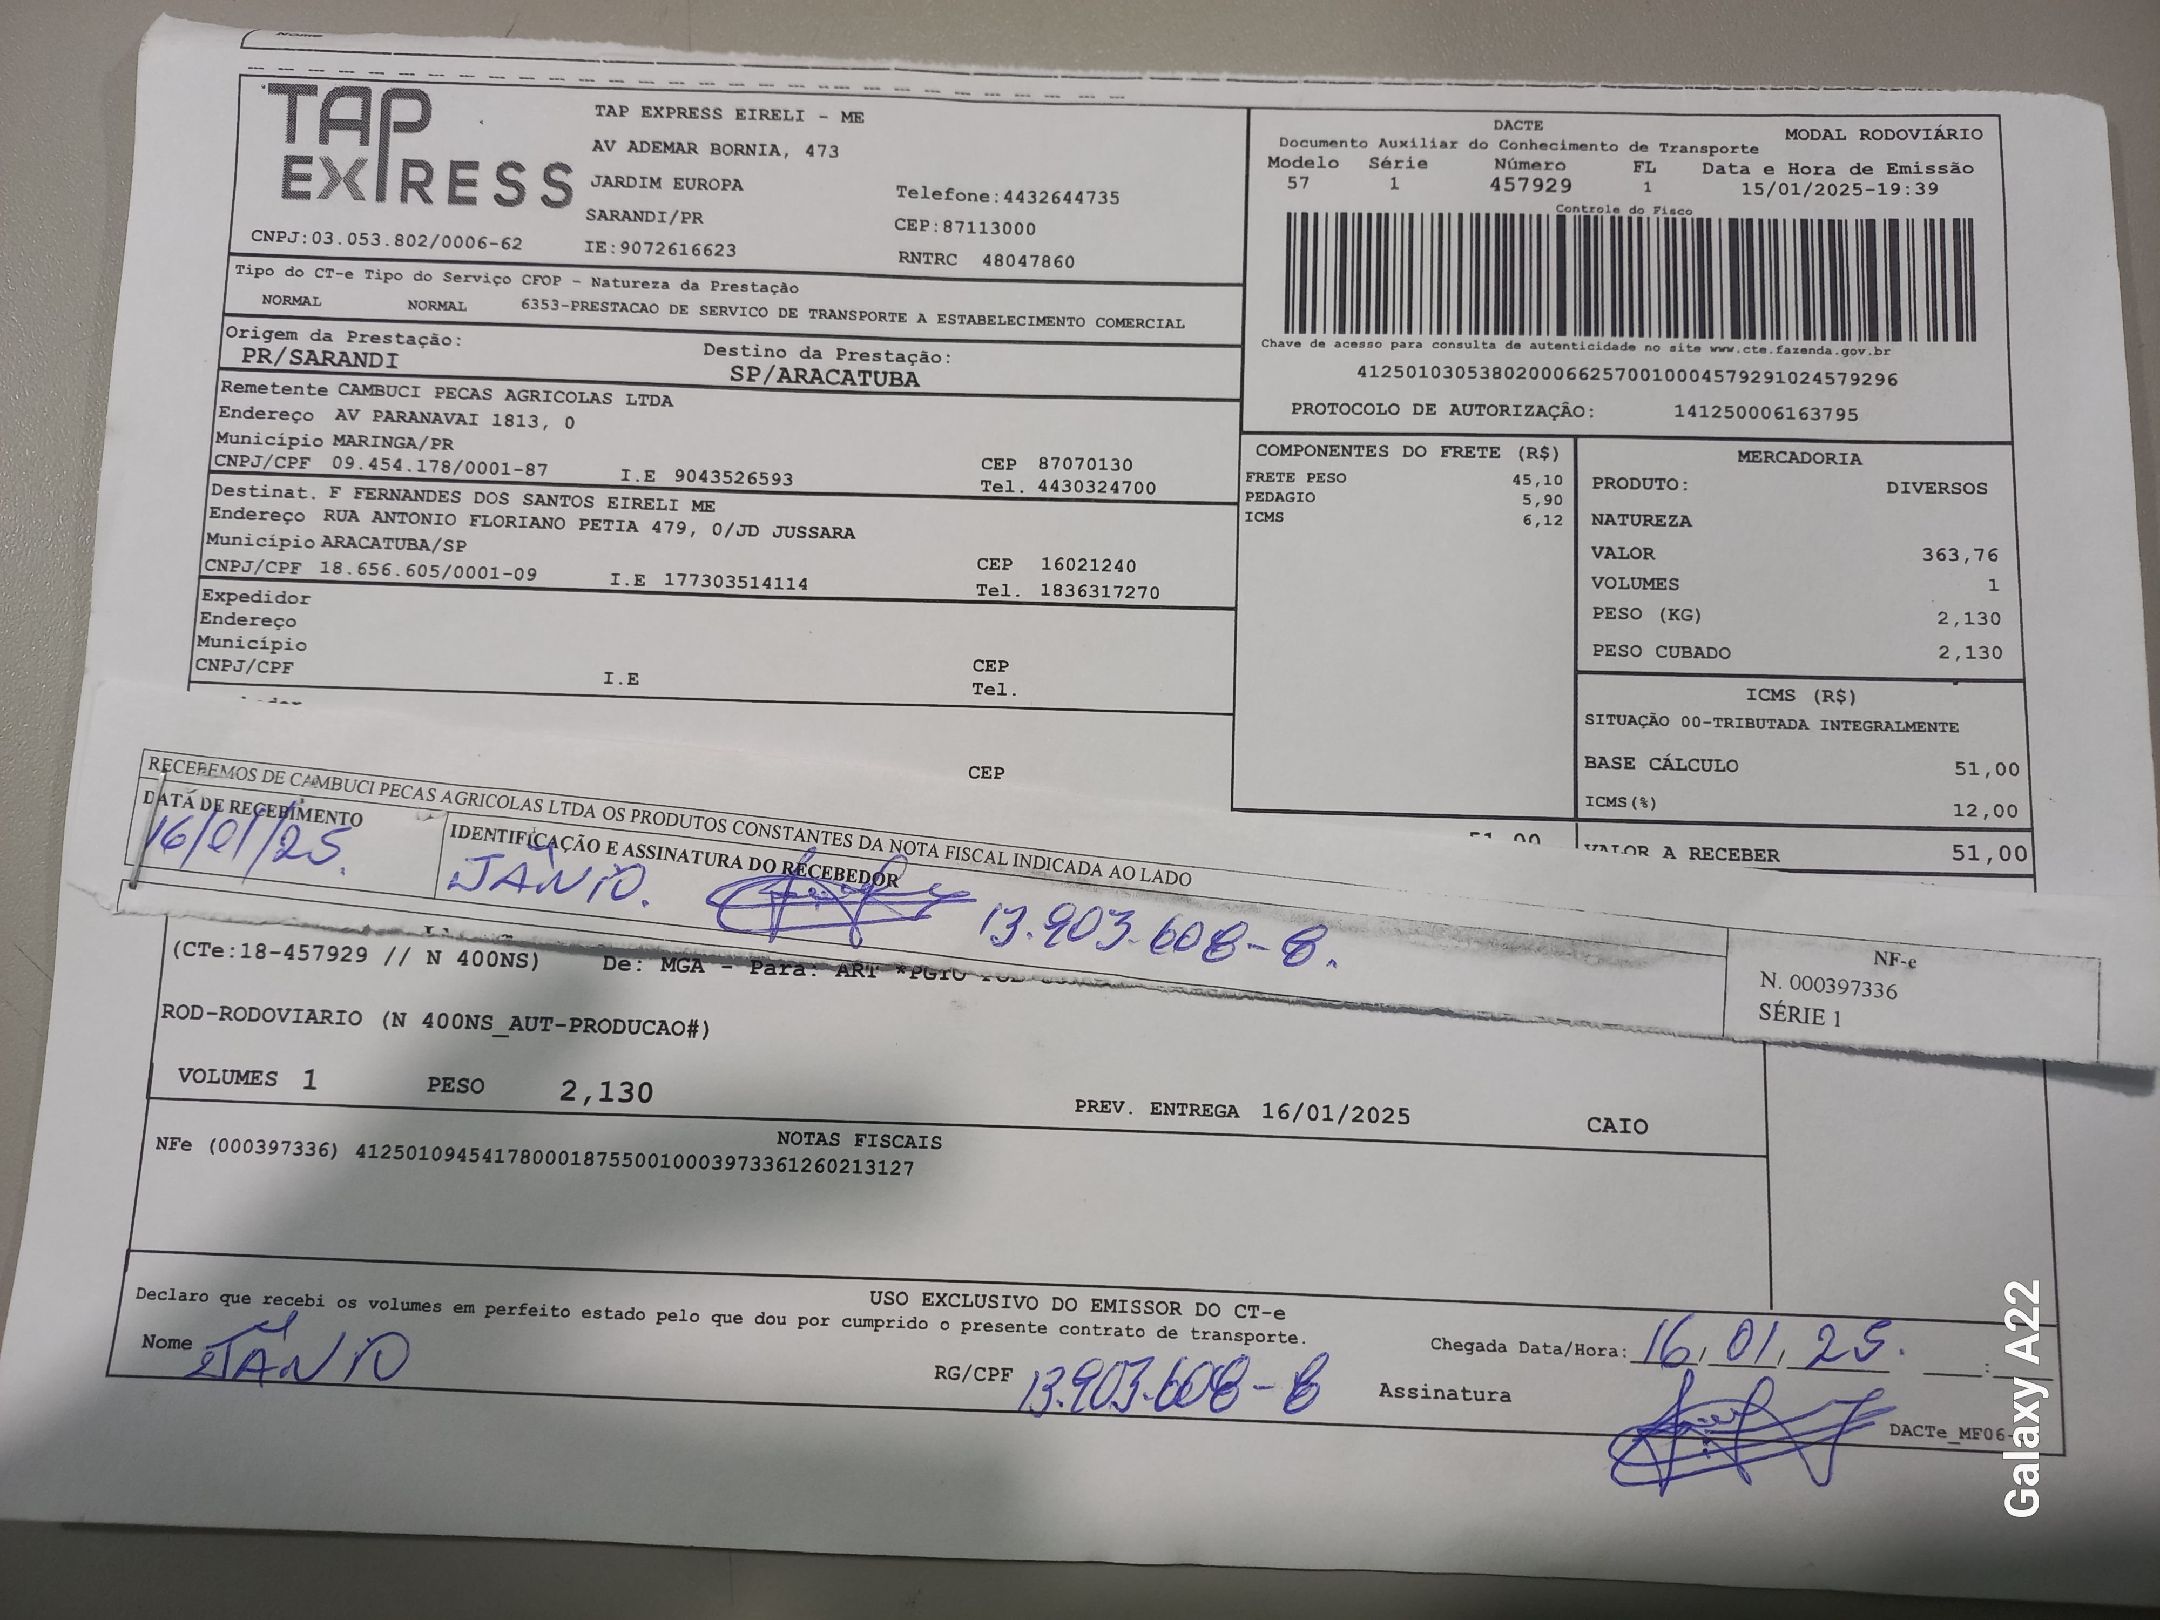 TAP EXPRESS
TAP EXPRESS EIRELI - ME
AV ADEMAR BORNIA, 473
JARDIM EUROPA
Telefone:4432644735
SARANDI/PR
CEP:87113000
CNPJ:03.053.802/0006-62
IE:9072616623
RNTRC 48047860
Tipo do CT-e Tipo do Serviço CFOP - Natureza da Prestação
NORMAL NORMAL 6353-PRESTACAO DE SERVICO DE TRANSPORTE A ESTABELECIMENTO COMERCIAL
Origem da Prestação: Destino da Prestação:
PR/SARANDI SP/ARACATUBA
Remetente CAMBUCI PECAS AGRICOLAS LTDA
Endereço AV PARANAVAI 1813, 0
Município MARINGA/PR
CEP 87070130
CNPJ/CPF 09.454.178/0001-87 I.E 9043526593 Tel. 4430324700
Destinat. F FERNANDES DOS SANTOS EIRELI ME
Endereço RUA ANTONIO FLORIANO PETIA 479, 0/JD JUSSARA
Município ARACATUBA/SP
CEP 16021240
CNPJ/CPF 18.656.605/0001-09 I.E 177303514114 Tel. 1836317270
Expedidor
Endereço
Município
CEP
CNPJ/CPF I.E Tel.
CEP
DACTE MODAL RODOVIÁRIO
Documento Auxiliar do Conhecimento de Transporte
Modelo Série Número FL Data e Hora de Emissão
57 1 457929 1 15/01/2025-19:39
Controle do Fisco
Chave de acesso para consulta de autenticidade no site www.cte.fazenda.gov.br
41250103053802000662570010004579291024579296
PROTOCOLO DE AUTORIZAÇÃO: 141250006163795
COMPONENTES DO FRETE (R$)
FRETE PESO 45,10
PEDAGIO 5,90
ICMS 6,12
MERCADORIA
PRODUTO: DIVERSOS
NATUREZA
VALOR 363,76
VOLUMES 1
PESO (KG) 2,130
PESO CUBADO 2,130
ICMS (R$)
SITUAÇÃO 00-TRIBUTADA INTEGRALMENTE
BASE CÁLCULO 51,00
ICMS(%) 12,00
VALOR A RECEBER 51,00
RECEBEMOS DE CAMBUCI PECAS AGRICOLAS LTDA OS PRODUTOS CONSTANTES DA NOTA FISCAL INDICADA AO LADO
DATA DE RECEBIMENTO IDENTIFICAÇÃO E ASSINATURA DO RECEBEDOR
16/01/25. JÂNIO. 13.903.608-8.
NF-e
N. 000397336
SÉRIE 1
(CTe:18-457929 // N 400NS) De: MGA - Para: ART
ROD-RODOVIARIO (N 400NS_AUT-PRODUCAO#)
VOLUMES 1 PESO 2,130 PREV. ENTREGA 16/01/2025 CAIO
NOTAS FISCAIS
NFe (000397336) 41250109454178000187550010003973361260213127
USO EXCLUSIVO DO EMISSOR DO CT-e
Declaro que recebi os volumes em perfeito estado pelo que dou por cumprido o presente contrato de transporte.
Nome JÂNIO RG/CPF 13.903.608-8 Chegada Data/Hora: 16, 01, 25.
Assinatura
DACTe_MF06-
Galaxy A22